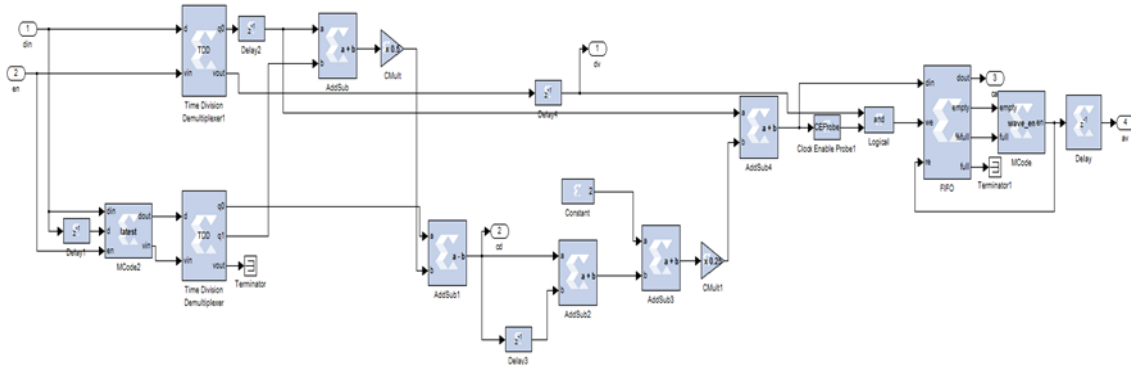 1
din
2
en
d
TDD
q0
vin
vout
Time Division
Demultiplexer1
z-1
Delay2
a
b
a + b
AddSub
x 0.5
CMult
z-1
Delay4
1
dv
a
b
a + b
AddSub4
CEProbe
Clock Enable Probe1
and
Logical
din
we
re
dout
empty
%full
full
FIFO
3
Terminator1
empty
full
wave_en
en
MCode
z-1
Delay
4
av
z-1
Delay1
din
d
en
latest
dout
vin
MCode2
d
vin
TDD
q0
q1
vout
Time Division
Demultiplexer
Terminator
a
b
a - b
AddSub1
2
cd
z-1
Delay3
a
b
a + b
AddSub2
2
Constant
a
b
a + b
AddSub3
x 0.25
CMult1